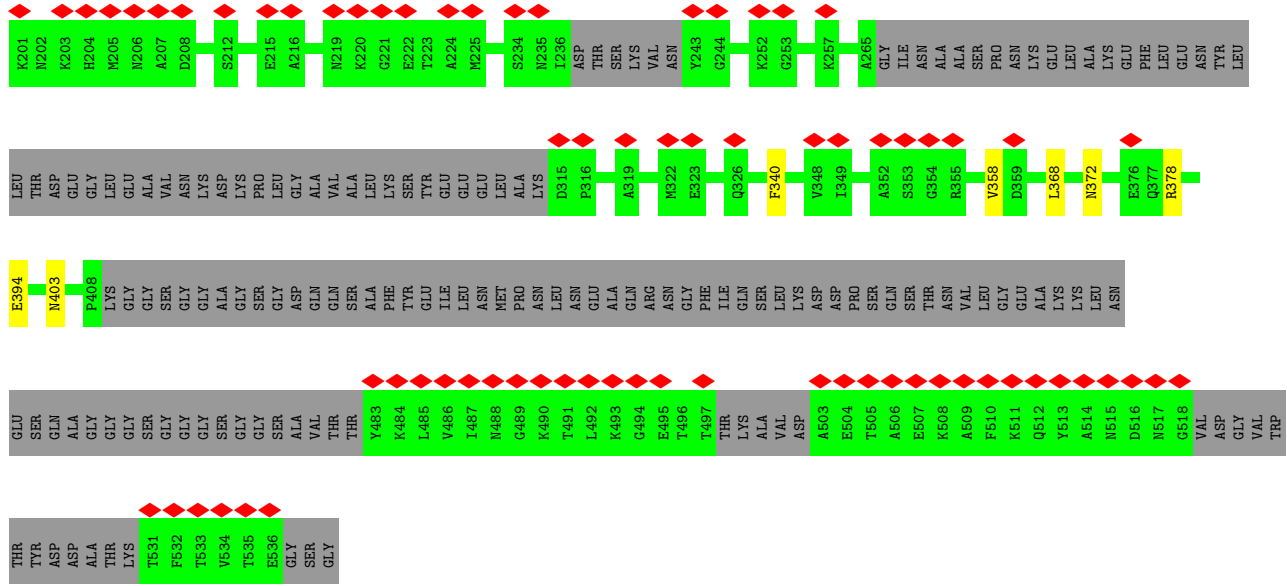 K201 N202 K203 H204 M205 N206 A207 D208 S212 E215 A216 N219 K220 G221 E222 T223 A224 M225 S234 N235 I236 ASP THR SER LYS VAL ASN Y243 G244 K252 G253 K257 A265 GLY ILE ASN ALA ALA SER PRO ASN LYS GLU LEU ALA LYS GLU PHE LEU GLU ASN TYR LEU
LEU THR ASP GLU GLY LEU GLU ALA VAL ASN LYS ASP LYS PRO LEU GLY ALA VAL ALA LEU LYS SER TYR GLU GLU GLU LEU ALA LYS D315 P316 A319 M322 E323 Q326 F340 V348 I349 A352 S353 G354 R355 V358 D359 L368 N372 E376 Q377 R378
E394 N403 P408 LYS GLY GLY SER GLY GLY ALA GLY SER GLY ASP GLN GLN SER ALA PHE TYR GLU ILE LEU ASN MET PRO ASN LEU ASN GLU ALA GLN ARG ASN GLY PHE ILE GLN SER LEU LYS ASP ASP PRO SER GLN SER THR ASN VAL LEU GLY GLU ALA LYS LYS LEU ASN
GLU SER GLN ALA GLY GLY GLY SER GLY GLY GLY SER GLY GLY SER ALA VAL THR THR Y483 K484 L485 V486 I487 N488 G489 K490 T491 L492 K493 G494 E495 T496 T497 THR LYS ALA VAL ASP A503 E504 T505 A506 E507 K508 A509 F510 K511 Q512 Y513 A514 N515 D516 N517 G518 VAL ASP GLY VAL TRP
THR TYR ASP ASP ALA THR LYS T531 F532 T533 V534 T535 E536 GLY SER GLY